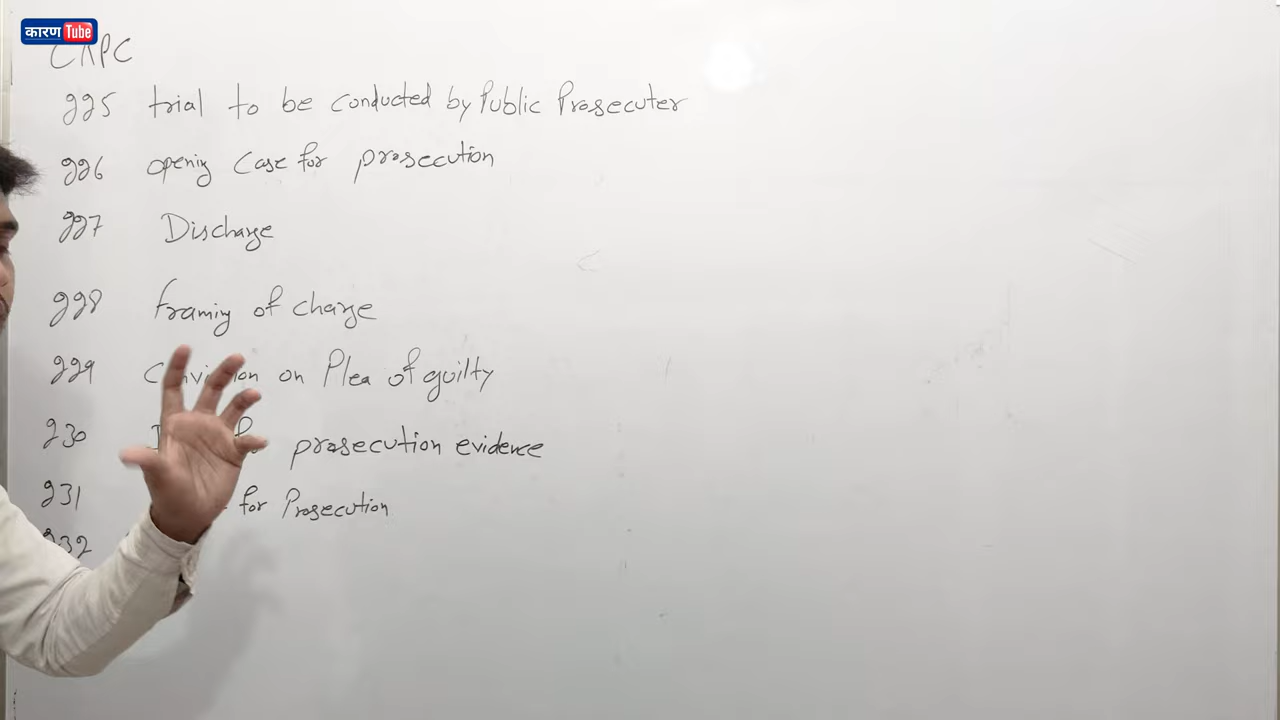 कारण Tube
CRPC
225 trial to be conducted by Public Prosecuter
226 opening Case for prosecution
227 Discharge
228 framing of charge
229 on Plea of guilty
230 prosecution evidence
231 for Prosecution
232